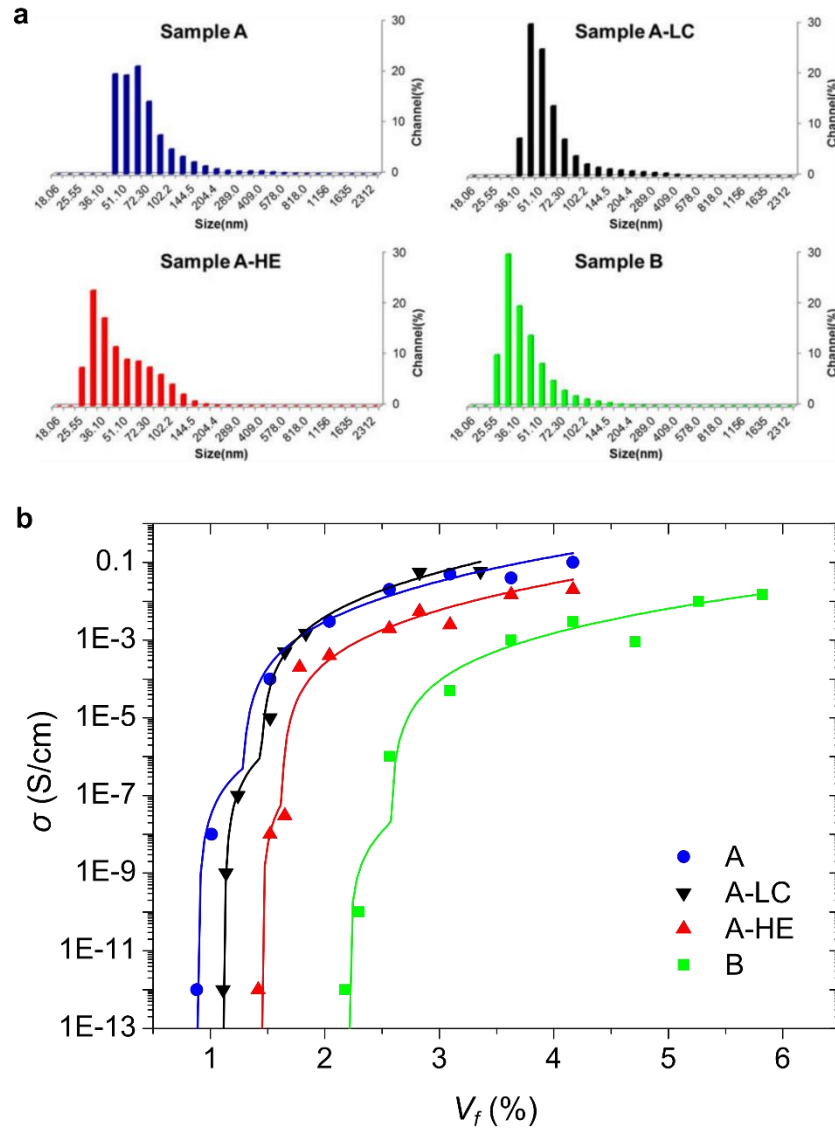 a
Sample A
30
20
10
0
Channel(%)
18.06 25.55 36.10 51.10 72.30 102.2 144.5 204.4 289.0 409.0 578.0 818.0 1156 1635 2312
Size(nm)
Sample A-LC
30
20
10
0
Channel(%)
18.06 25.55 36.10 51.10 72.30 102.2 144.5 204.4 289.0 409.0 578.0 818.0 1156 1635 2312
Size(nm)
Sample A-HE
30
20
10
0
Channel(%)
18.06 25.55 36.10 51.10 72.30 102.2 144.5 204.4 289.0 409.0 578.0 818.0 1156 1635 2312
Size(nm)
Sample B
30
20
10
0
Channel(%)
18.06 25.55 36.10 51.10 72.30 102.2 144.5 204.4 289.0 409.0 578.0 818.0 1156 1635 2312
Size(nm)
b
σ (S/cm)
0.1
1E-3
1E-5
1E-7
1E-9
1E-11
1E-13
A
A-LC
A-HE
B
1 2 3 4 5 6
V_f (%)